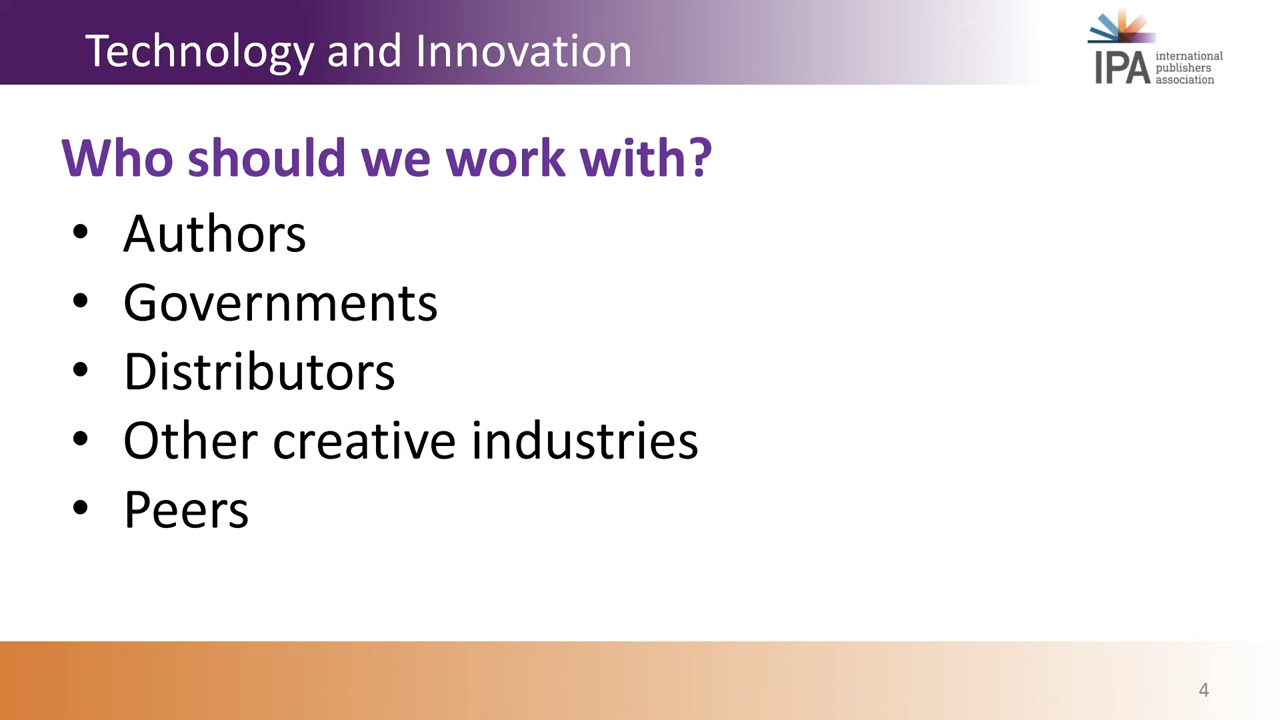 Technology and Innovation
IPA international
publishers
association
Who should we work with?
• Authors
• Governments
• Distributors
• Other creative industries
• Peers
4